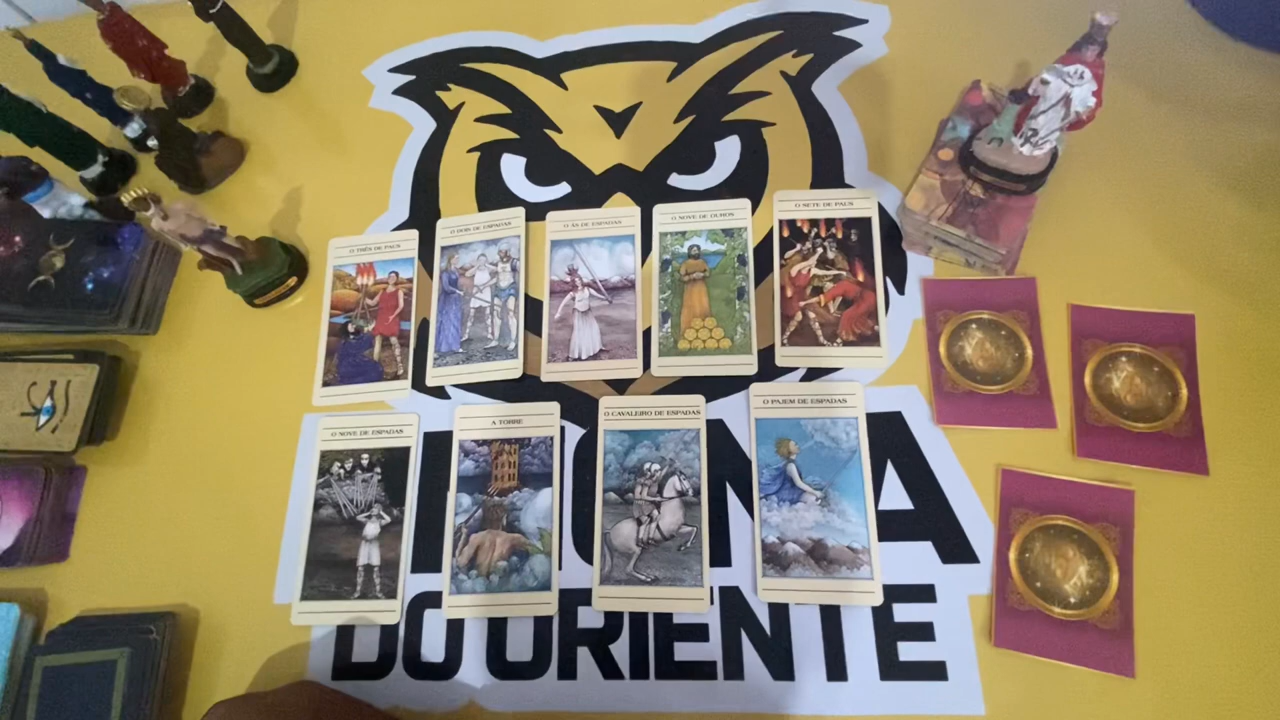 O TRÊS DE PAUS
O DOIS DE ESPADAS
O ÁS DE ESPADAS
O NOVE DE OUROS
O SETE DE PAUS
O NOVE DE ESPADAS
A TORRE
O CAVALEIRO DE ESPADAS
O PAJEM DE ESPADAS
DO ORIENTE